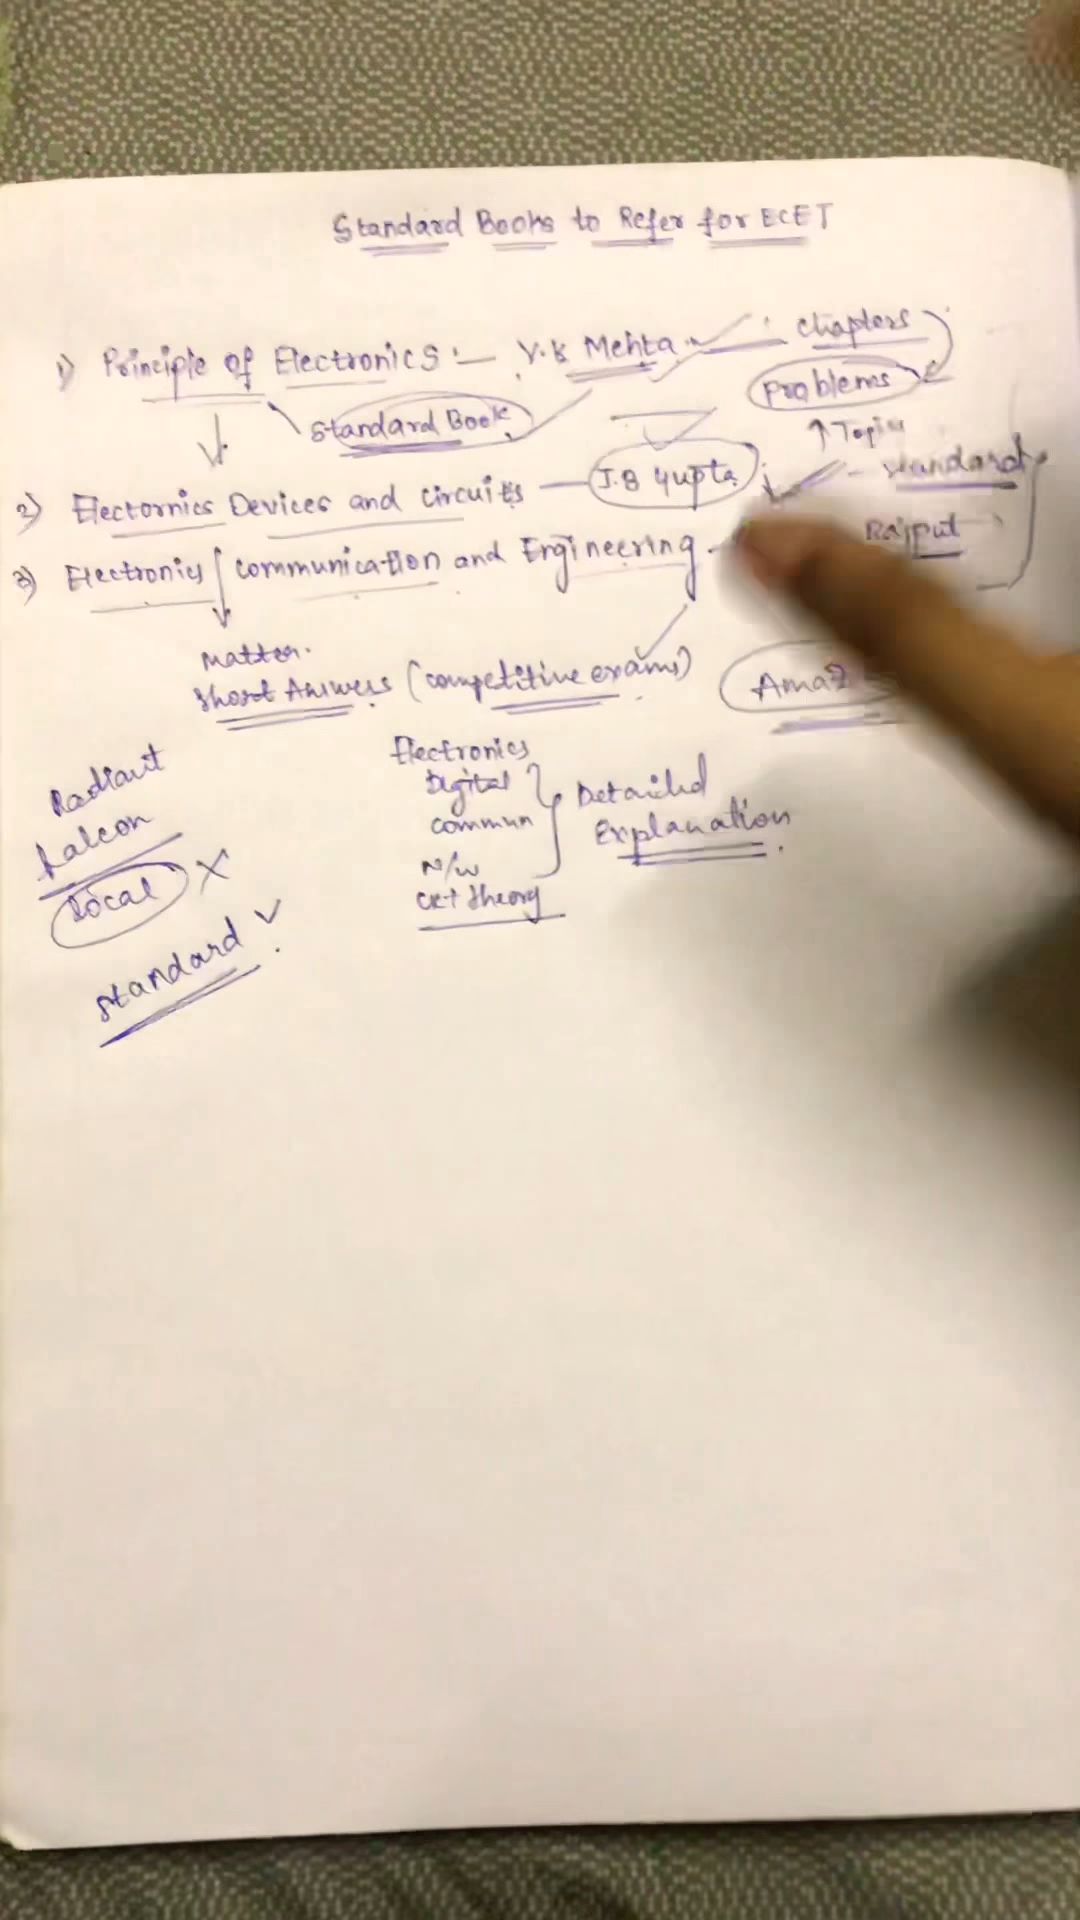 Standard Books to Refer for ECET
1) Principle of Electronics :- V.K Mehta
chapters
Problems
Standard Book
↑ Topics
2) Electornics Devices and circuits - J.B Gupta
- standard
Rajput
3) Electronics communication and Engineering -
Matter.
Short Answers (competitive exams)
Amaz
Electronics
Digital
commun
N/w
Ckt theory
Detailed
Explanation
Radiant
falcon
local X
standard ✓